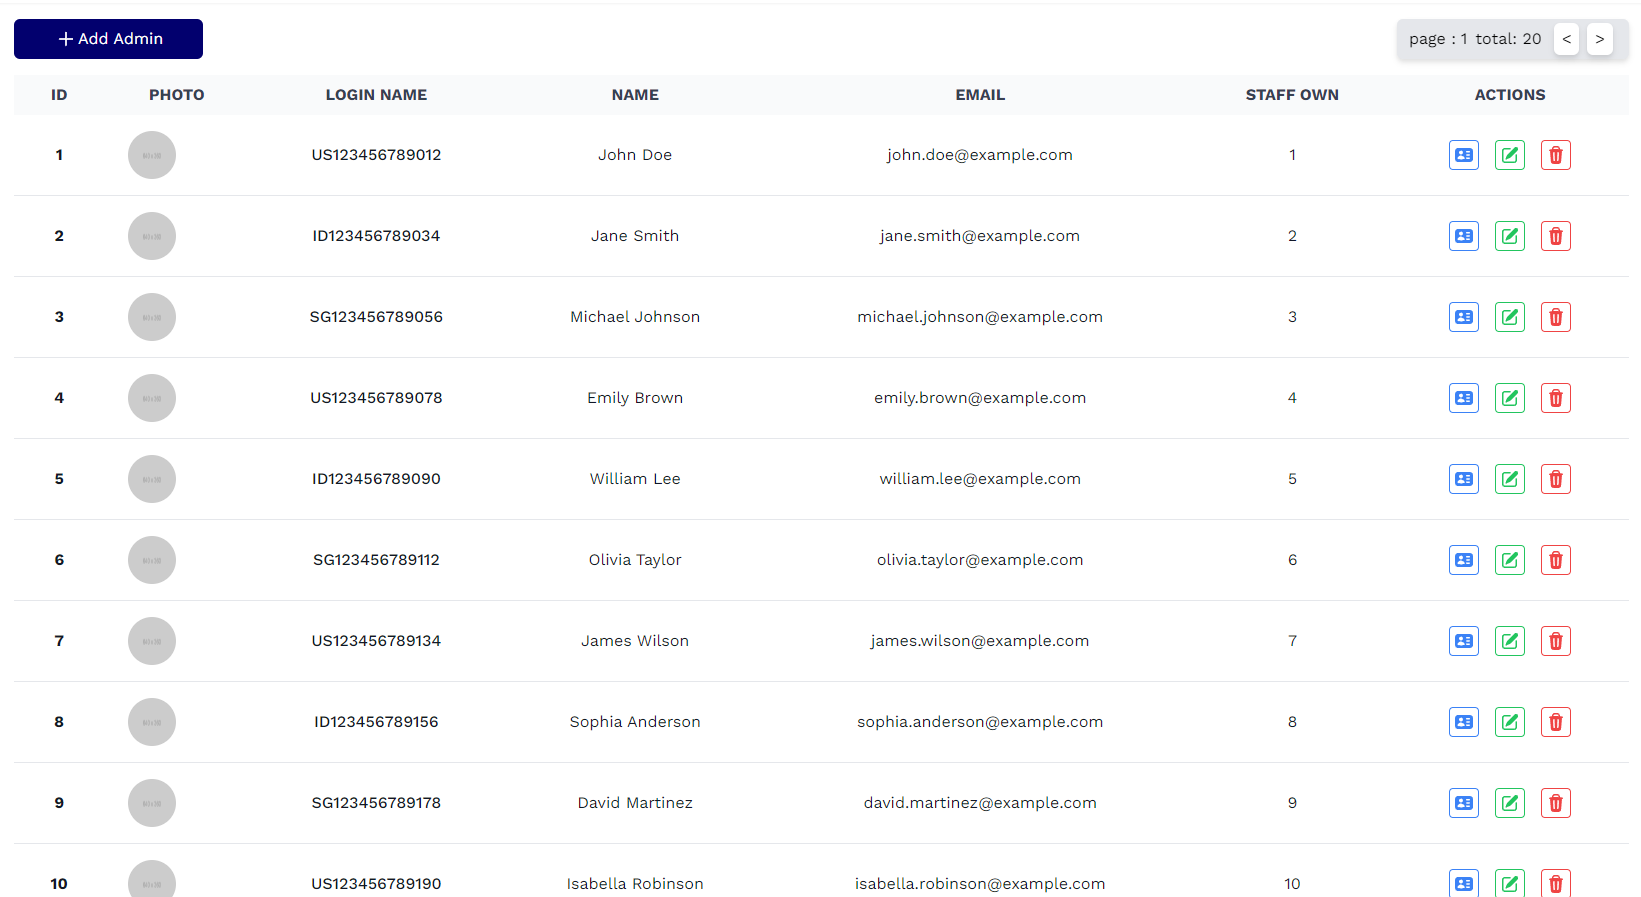 + Add Admin
page : 1 total: 20 < >
ID PHOTO LOGIN NAME NAME EMAIL STAFF OWN ACTIONS
1 US123456789012 John Doe john.doe@example.com 1
2 ID123456789034 Jane Smith jane.smith@example.com 2
3 SG123456789056 Michael Johnson michael.johnson@example.com 3
4 US123456789078 Emily Brown emily.brown@example.com 4
5 ID123456789090 William Lee william.lee@example.com 5
6 SG123456789112 Olivia Taylor olivia.taylor@example.com 6
7 US123456789134 James Wilson james.wilson@example.com 7
8 ID123456789156 Sophia Anderson sophia.anderson@example.com 8
9 SG123456789178 David Martinez david.martinez@example.com 9
10 US123456789190 Isabella Robinson isabella.robinson@example.com 10